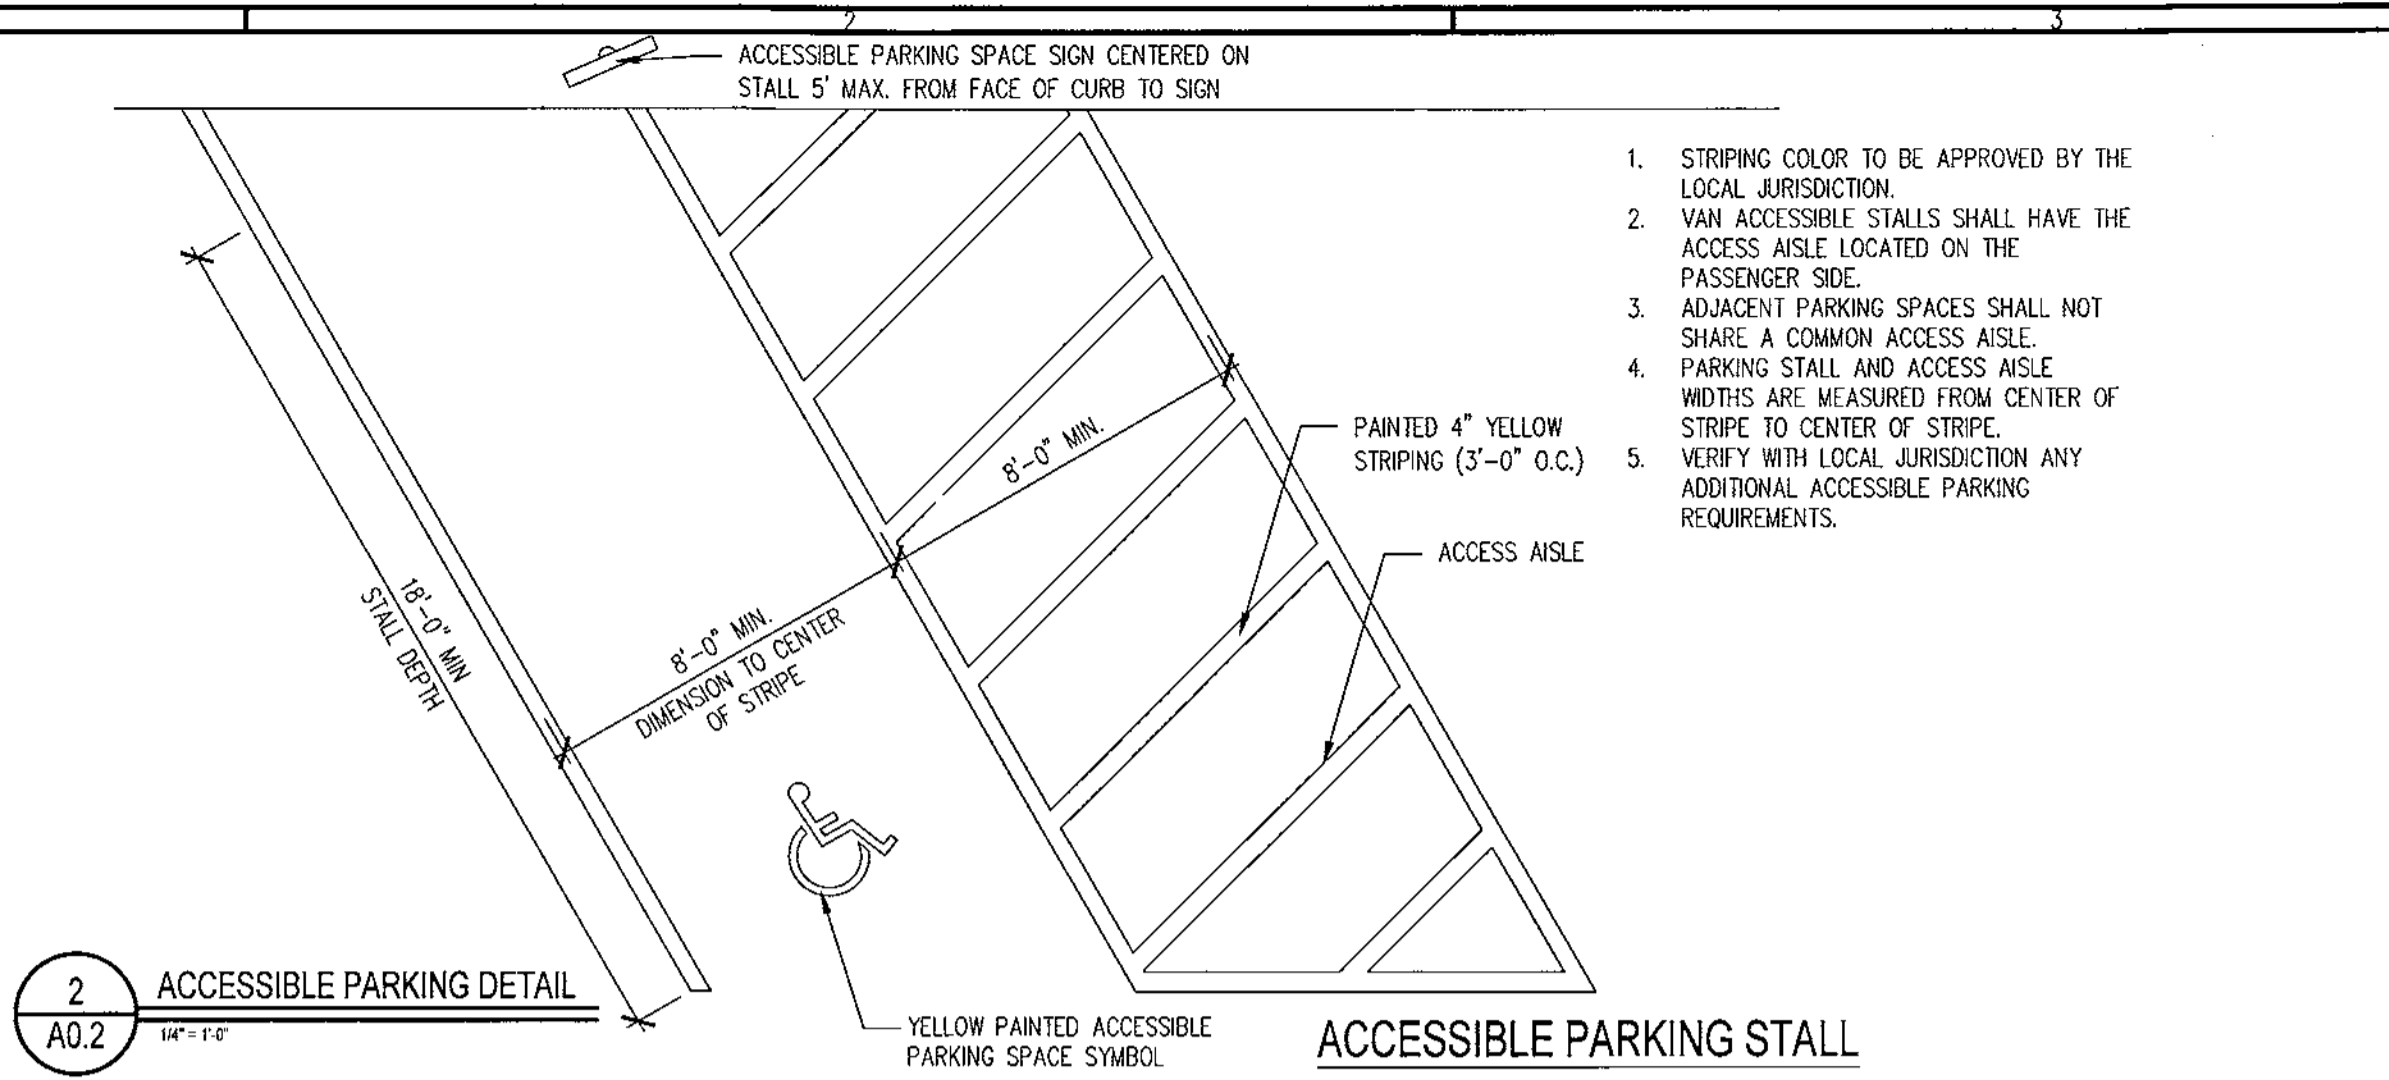 2
3
ACCESSIBLE PARKING SPACE SIGN CENTERED ON
STALL 5' MAX. FROM FACE OF CURB TO SIGN
1. STRIPING COLOR TO BE APPROVED BY THE
LOCAL JURISDICTION.
2. VAN ACCESSIBLE STALLS SHALL HAVE THE
ACCESS AISLE LOCATED ON THE
PASSENGER SIDE.
3. ADJACENT PARKING SPACES SHALL NOT
SHARE A COMMON ACCESS AISLE.
4. PARKING STALL AND ACCESS AISLE
WIDTHS ARE MEASURED FROM CENTER OF
STRIPE TO CENTER OF STRIPE.
5. VERIFY WITH LOCAL JURISDICTION ANY
ADDITIONAL ACCESSIBLE PARKING
REQUIREMENTS.
8'-0" MIN.
PAINTED 4" YELLOW
STRIPING (3'-0" O.C.)
ACCESS AISLE
18'-0" MIN
STALL DEPTH
8'-0" MIN.
DIMENSION TO CENTER
OF STRIPE
2
A0.2
ACCESSIBLE PARKING DETAIL
1/4" = 1'-0"
YELLOW PAINTED ACCESSIBLE
PARKING SPACE SYMBOL
ACCESSIBLE PARKING STALL